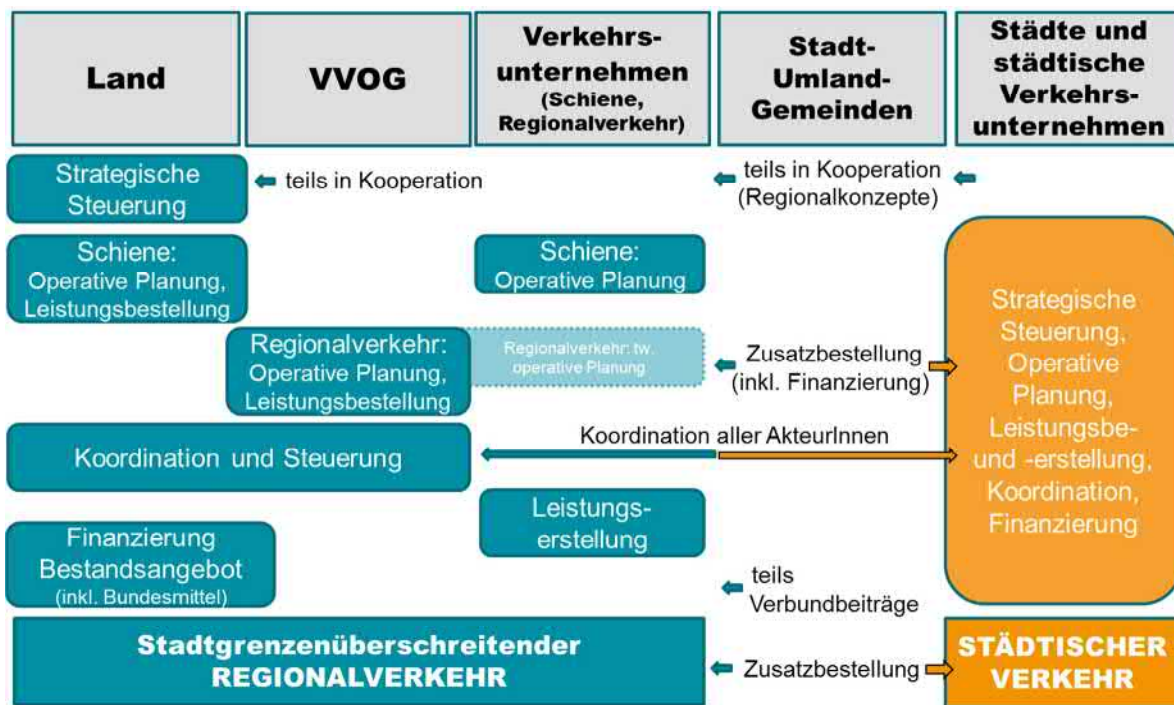 Land
VVOG
Verkehrs-
unternehmen
(Schiene,
Regionalverkehr)
Stadt-
Umland-
Gemeinden
Städte und
städtische
Verkehrs-
unternehmen
Strategische
Steuerung
teils in Kooperation
teils in Kooperation
(Regionalkonzepte)
Schiene:
Operative Planung,
Leistungsbestellung
Schiene:
Operative Planung
Regionalverkehr:
Operative Planung,
Leistungsbestellung
Regionalverkehr: tw.
operative Planung
Zusatzbestellung
(inkl. Finanzierung)
Strategische
Steuerung,
Operative
Planung,
Leistungsbe-
und -erstellung,
Koordination,
Finanzierung
Koordination und Steuerung
Koordination aller AkteurInnen
Leistungs-
erstellung
Finanzierung
Bestandsangebot
(inkl. Bundesmittel)
teils
Verbundbeiträge
Stadtgrenzenüberschreitender
REGIONALVERKEHR
Zusatzbestellung
STÄDTISCHER
VERKEHR